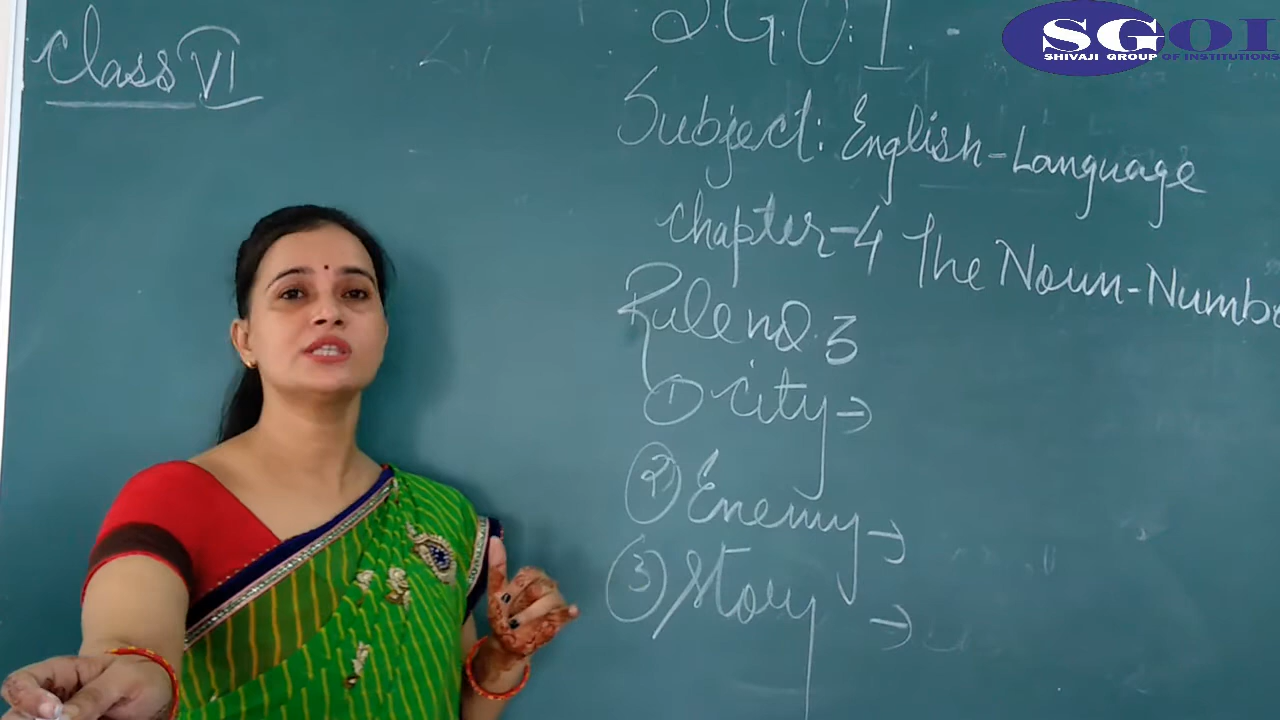 Class VI
S.G.O.I. -
SGOI
SHIVAJI GROUP OF INSTITUTIONS
Subject: English-Language
Chapter-4 The Noun-Numbe
Rule no. 3
① City →
② Enemy →
③ Story →